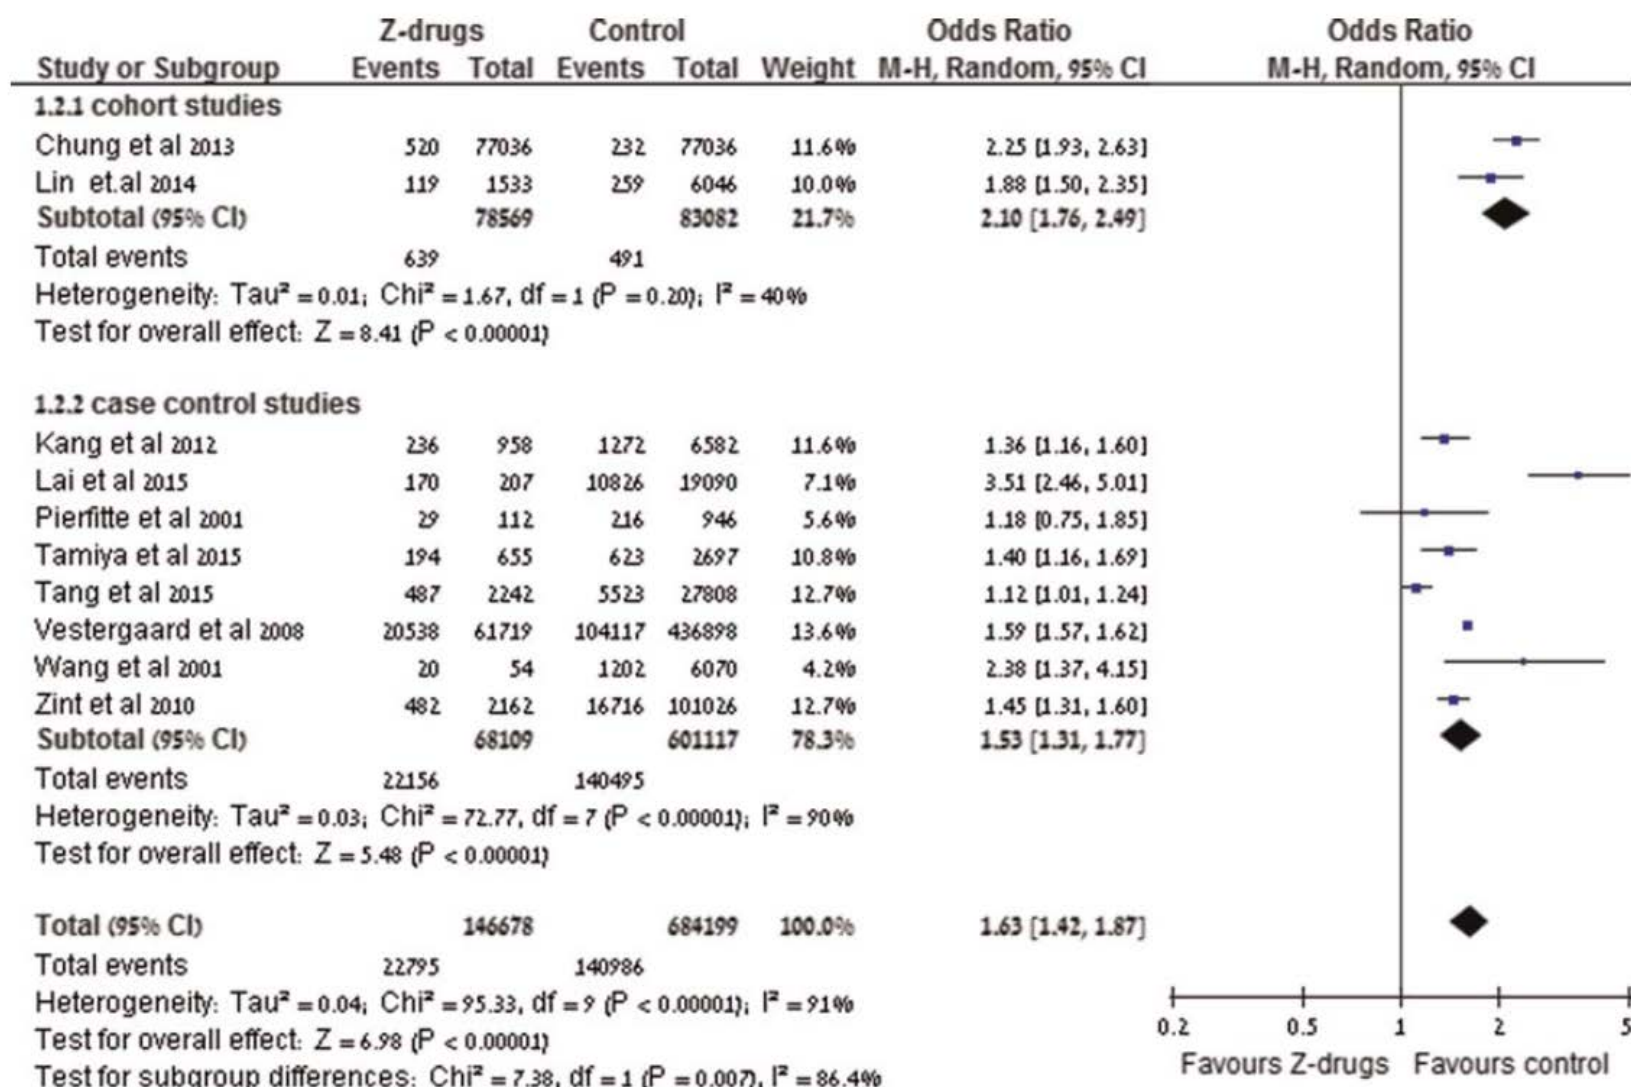 Z-drugs Control Odds Ratio Odds Ratio
Study or Subgroup Events Total Events Total Weight M-H, Random, 95% CI M-H, Random, 95% CI
1.2.1 cohort studies
Chung et al 2013 520 77036 232 77036 11.6% 2.25 [1.93, 2.63]
Lin et.al 2014 119 1533 259 6046 10.0% 1.88 [1.50, 2.35]
Subtotal (95% CI) 78569 83082 21.7% 2.10 [1.76, 2.49]
Total events 639 491
Heterogeneity: Tau² = 0.01; Chi² = 1.67, df = 1 (P = 0.20); I² = 40%
Test for overall effect: Z = 8.41 (P < 0.00001)
1.2.2 case control studies
Kang et al 2012 236 958 1272 6582 11.6% 1.36 [1.16, 1.60]
Lai et al 2015 170 207 10826 19090 7.1% 3.51 [2.46, 5.01]
Pierfitte et al 2001 29 112 216 946 5.6% 1.18 [0.75, 1.85]
Tamiya et al 2015 194 655 623 2697 10.8% 1.40 [1.16, 1.69]
Tang et al 2015 487 2242 5523 27808 12.7% 1.12 [1.01, 1.24]
Vestergaard et al 2008 20538 61719 104117 436898 13.6% 1.59 [1.57, 1.62]
Wang et al 2001 20 54 1202 6070 4.2% 2.38 [1.37, 4.15]
Zint et al 2010 482 2162 16716 101026 12.7% 1.45 [1.31, 1.60]
Subtotal (95% CI) 68109 601117 78.3% 1.53 [1.31, 1.77]
Total events 22156 140495
Heterogeneity: Tau² = 0.03; Chi² = 72.77, df = 7 (P < 0.00001); I² = 90%
Test for overall effect: Z = 5.48 (P < 0.00001)
Total (95% CI) 146678 684199 100.0% 1.63 [1.42, 1.87]
Total events 22795 140986
Heterogeneity: Tau² = 0.04; Chi² = 95.33, df = 9 (P < 0.00001); I² = 91%
Test for overall effect: Z = 6.98 (P < 0.00001)
Test for subgroup differences: Chi² = 7.38, df = 1 (P = 0.007), I² = 86.4%
0.2 0.5 1 2 5
Favours Z-drugs Favours control